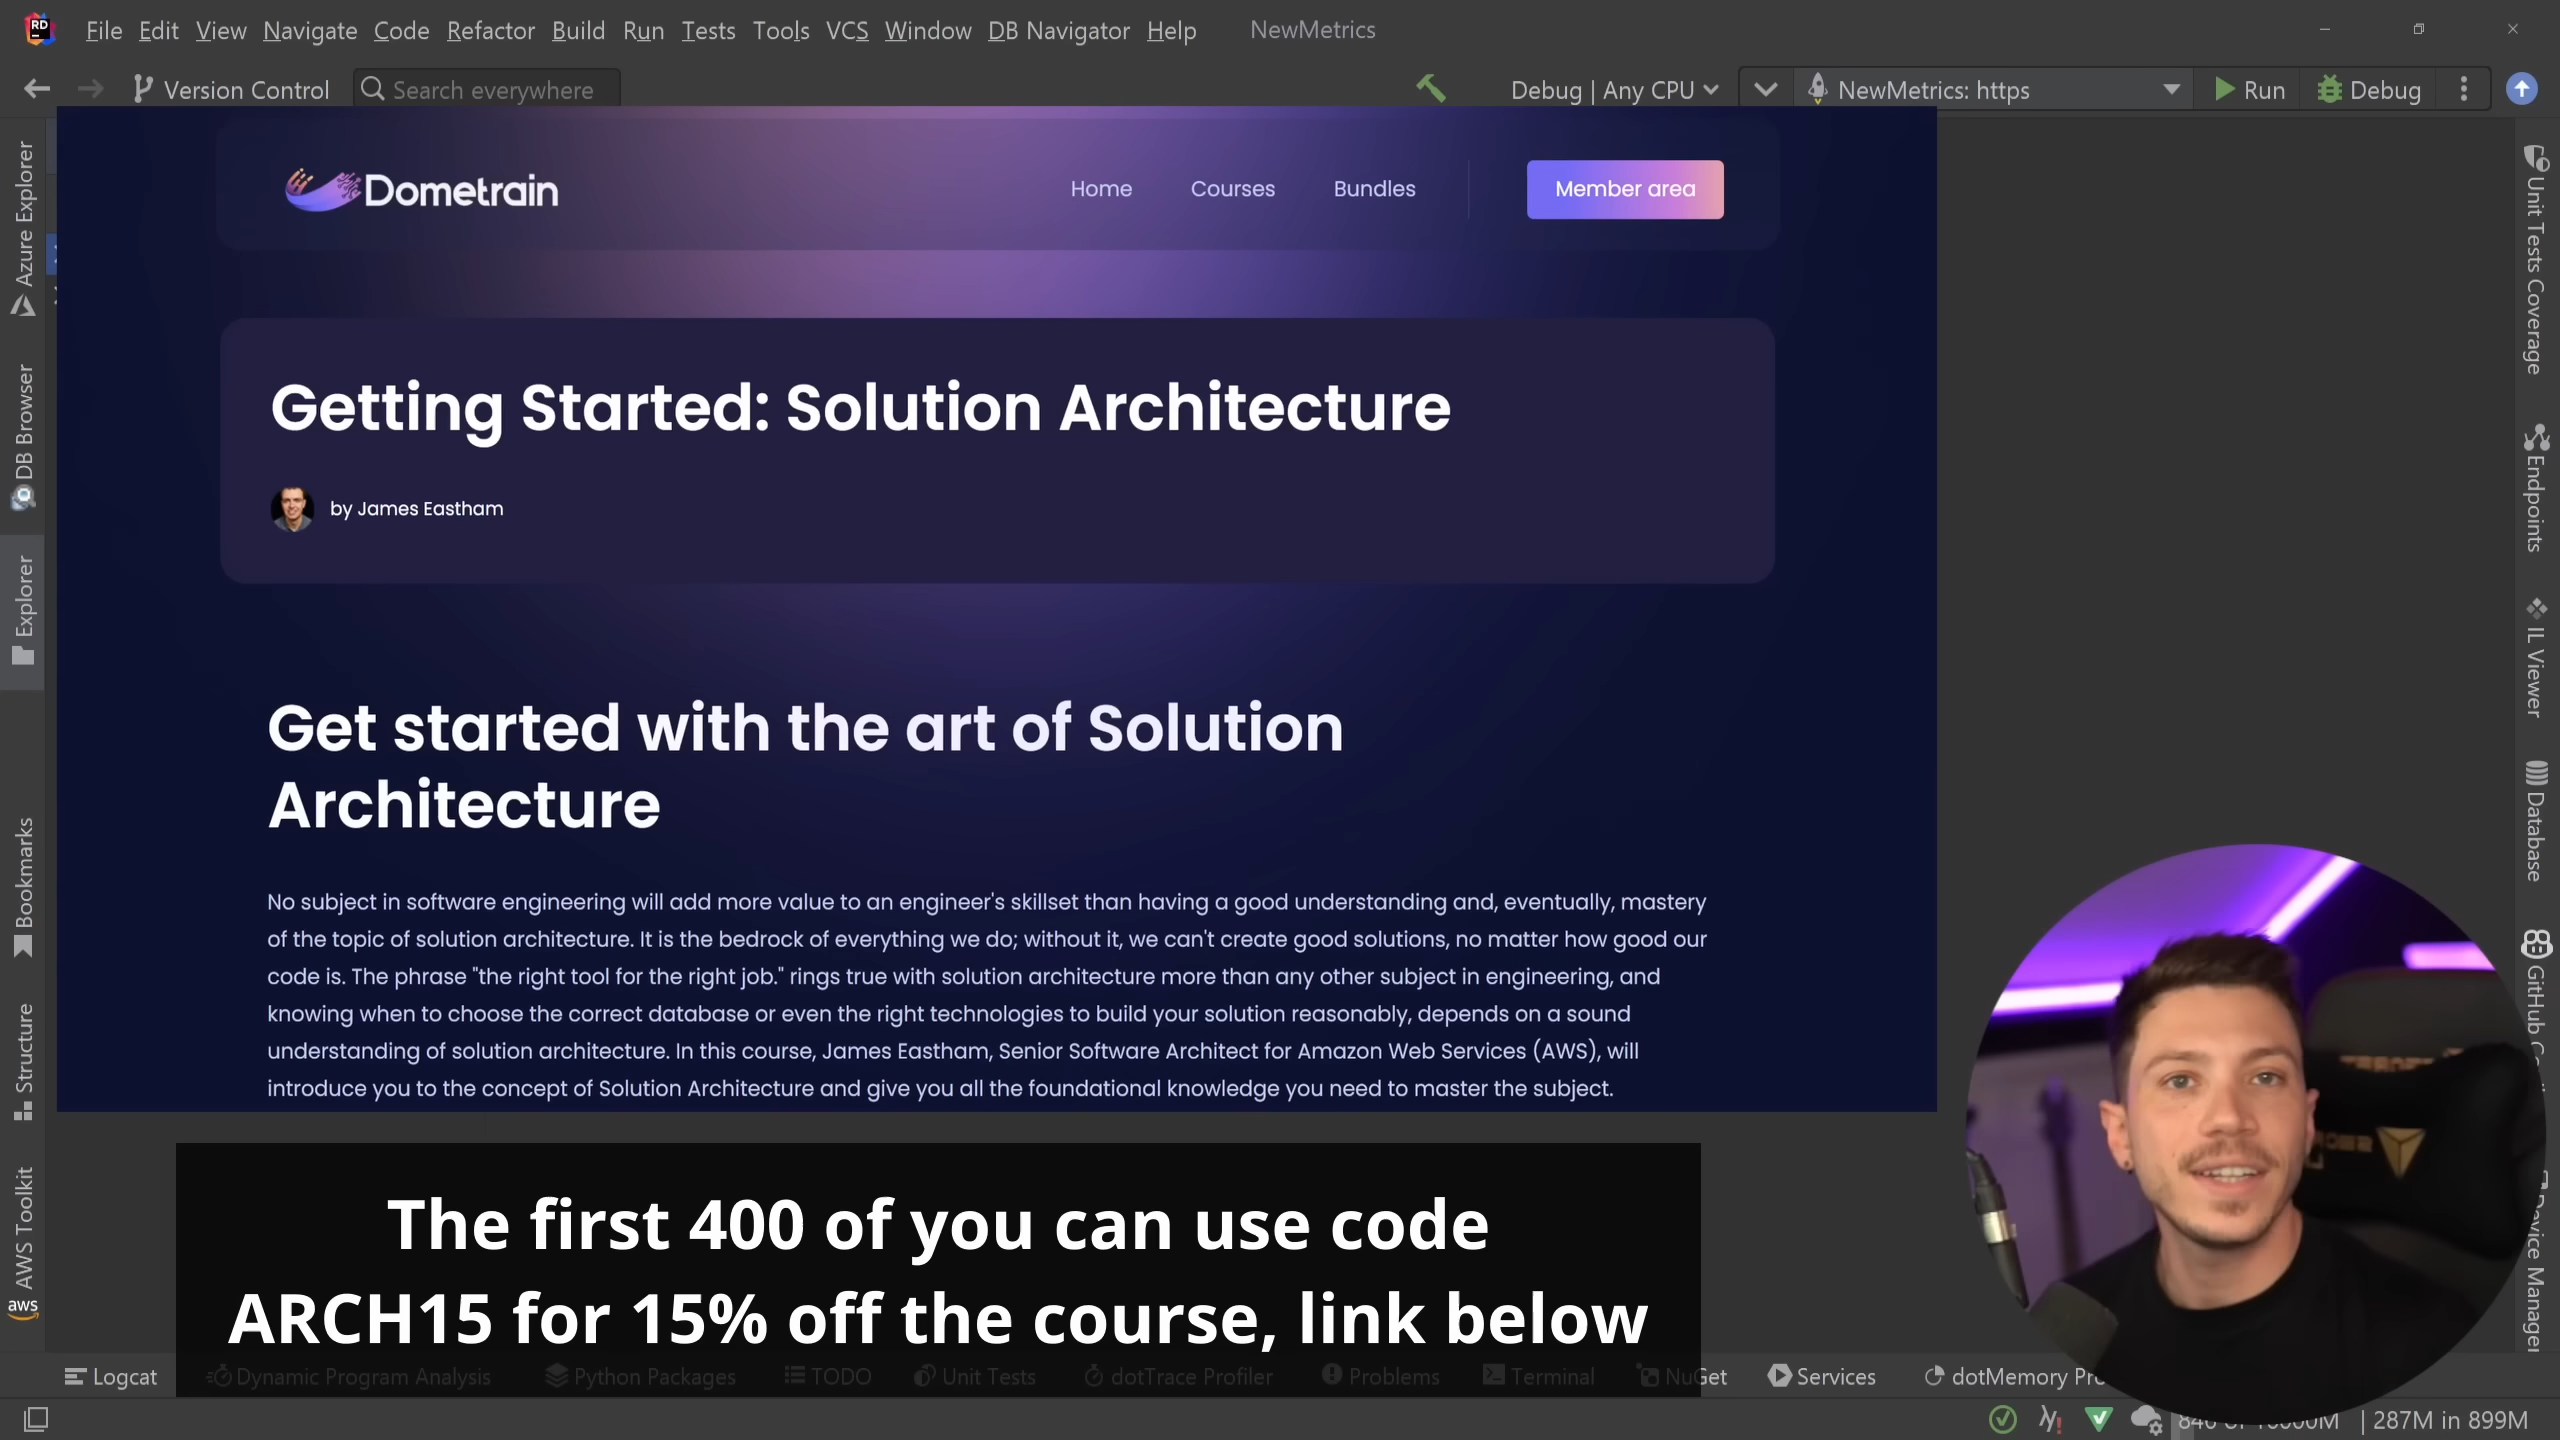 File Edit View Navigate Code Refactor Build Run Tests Tools VCS Window DB Navigator Help NewMetrics
Version Control Search everywhere Debug | Any CPU NewMetrics: https Run Debug
Azure Explorer
DB Browser
Explorer
Bookmarks
Structure
AWS Toolkit
aws
Dometrain
Home Courses Bundles Member area
Getting Started: Solution Architecture
by James Eastham
Get started with the art of Solution
Architecture
No subject in software engineering will add more value to an engineer's skillset than having a good understanding and, eventually, mastery
of the topic of solution architecture. It is the bedrock of everything we do; without it, we can't create good solutions, no matter how good our
code is. The phrase "the right tool for the right job." rings true with solution architecture more than any other subject in engineering, and
knowing when to choose the correct database or even the right technologies to build your solution reasonably, depends on a sound
understanding of solution architecture. In this course, James Eastham, Senior Software Architect for Amazon Web Services (AWS), will
introduce you to the concept of Solution Architecture and give you all the foundational knowledge you need to master the subject.
Unit Tests Coverage
Endpoints
IL Viewer
Database
GitHub
Device Manager
The first 400 of you can use code
ARCH15 for 15% off the course, link below
Logcat Dynamic Program Analysis Python Packages TODO Unit Tests dotTrace Profiler Problems Terminal NuGet Services dotMemory
287M in 899M